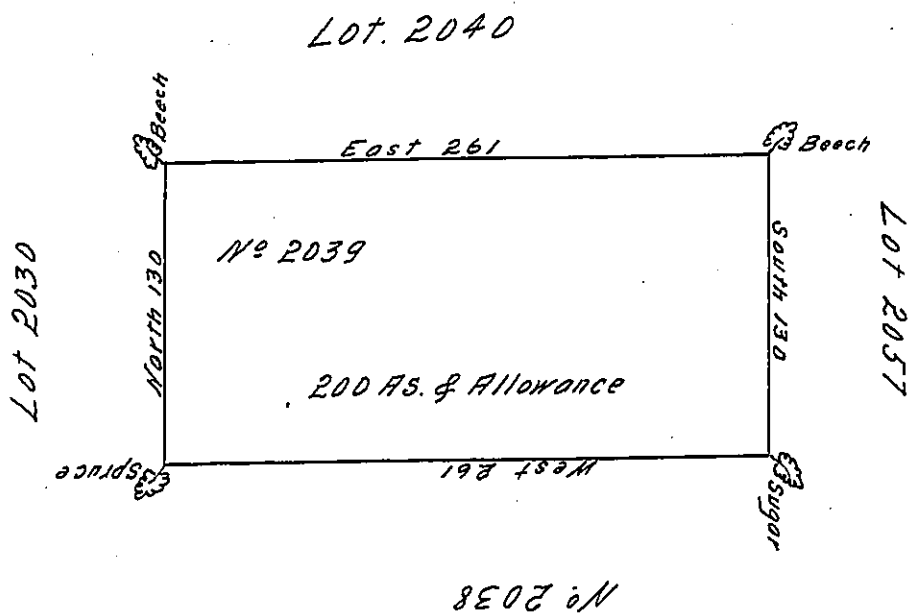 Lot. 2040
Beech
East 261
Beech
Nº 2039
Lot 2030
North 130
South 130
Lot 2057
200 As. & Allowance
Spruce
West 261
Sugar
No. 2038